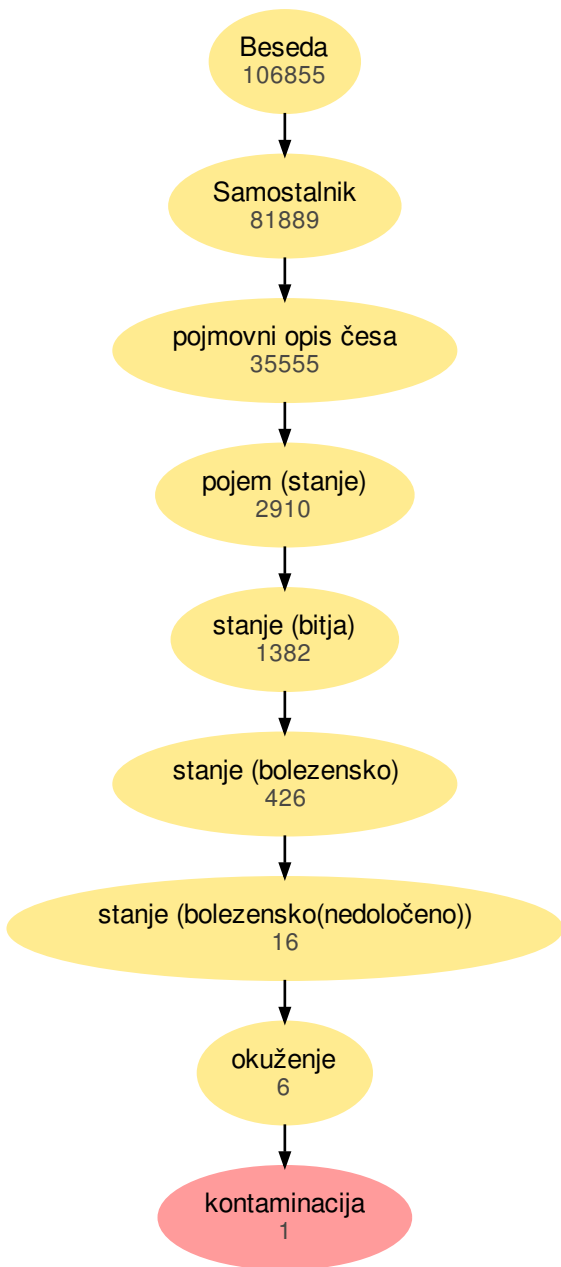 Beseda
106855
Samostalnik
81889
pojmovni opis česa
35555
pojem (stanje)
2910
stanje (bitja)
1382
stanje (bolezensko)
426
stanje (bolezensko(nedoločeno))
16
okuženje
6
kontaminacija
1